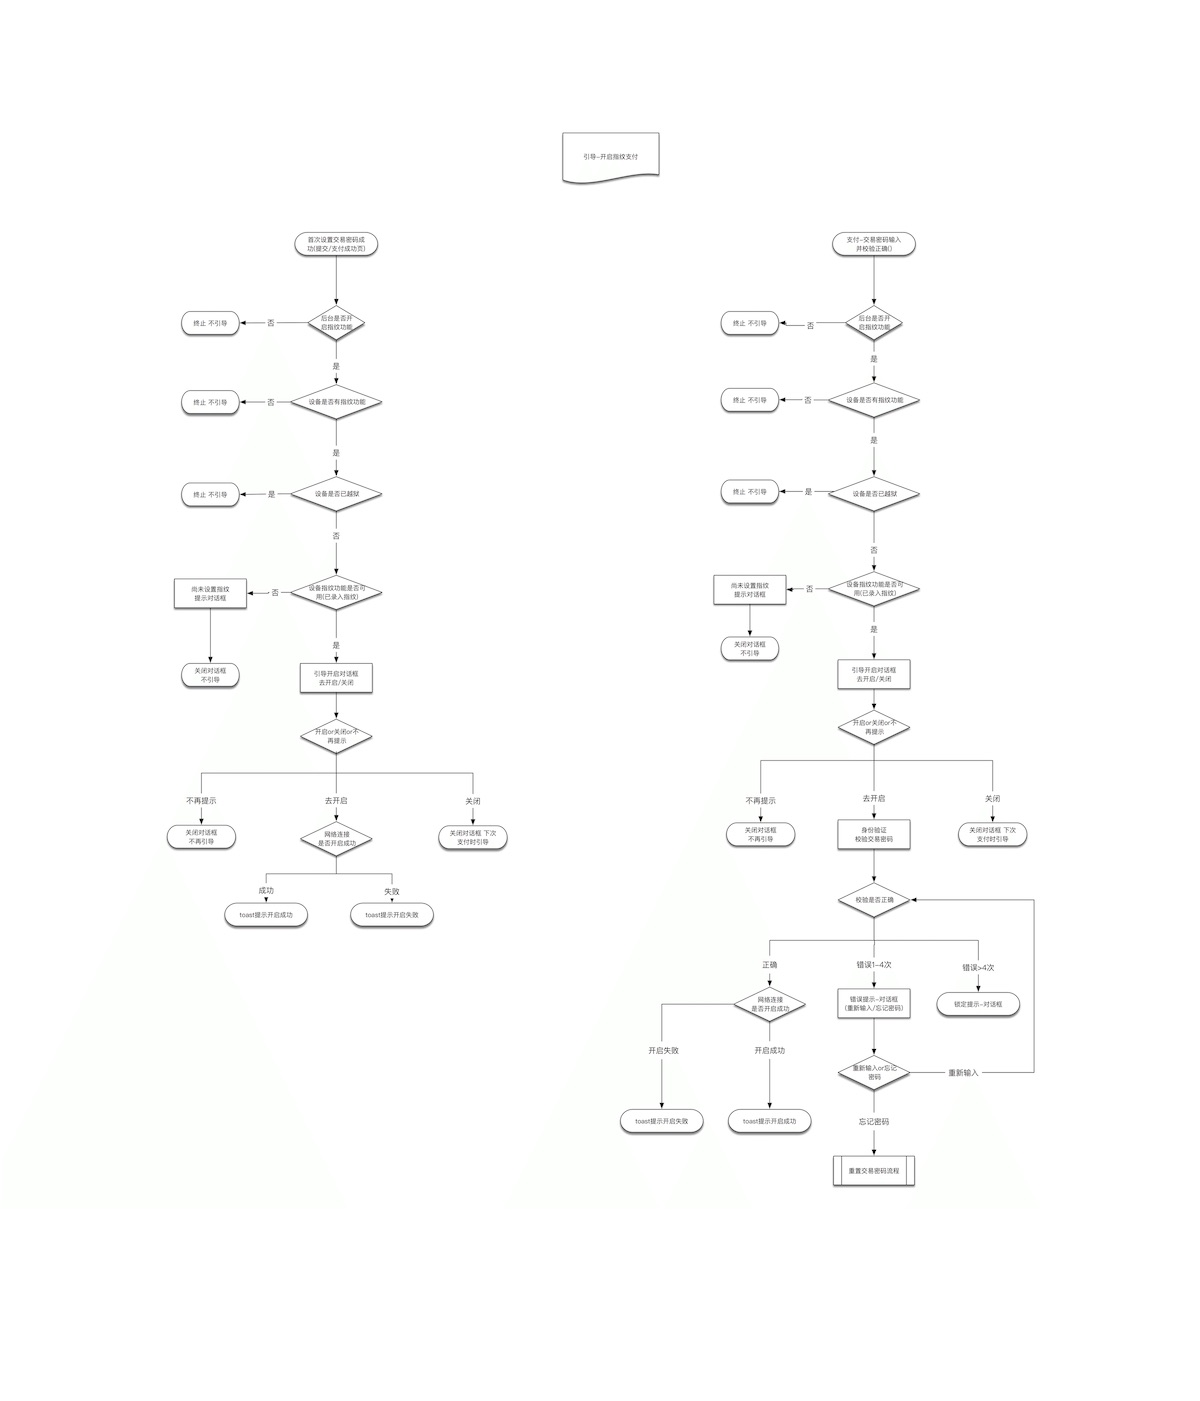 引导-开启指纹支付
首次设置交易密码成
功(提交/支付成功页)
后台是否开
启指纹功能
否
终止 不引导
是
设备是否有指纹功能
否
终止 不引导
是
设备是否已越狱
是
终止 不引导
否
设备指纹功能是否可
用(已录入指纹)
否
尚未设置指纹
提示对话框
关闭对话框
不引导
是
引导开启对话框
去开启/关闭
开启or关闭or不
再提示
不再提示
去开启
关闭
关闭对话框
不再引导
网络连接
是否开启成功
关闭对话框 下次
支付时引导
成功
失败
toast提示开启成功
toast提示开启失败
支付-交易密码输入
并校验正确()
后台是否开
启指纹功能
否
终止 不引导
是
设备是否有指纹功能
否
终止 不引导
是
设备是否已越狱
是
终止 不引导
否
设备指纹功能是否可
用(已录入指纹)
否
尚未设置指纹
提示对话框
关闭对话框
不引导
是
引导开启对话框
去开启/关闭
开启or关闭or不
再提示
不再提示
去开启
关闭
关闭对话框
不再引导
身份验证
校验交易密码
关闭对话框 下次
支付时引导
校验是否正确
正确
错误1-4次
错误>4次
网络连接
是否开启成功
错误提示-对话框
(重新输入/忘记密码)
锁定提示-对话框
开启失败
开启成功
重新输入or忘记
密码
重新输入
toast提示开启失败
toast提示开启成功
忘记密码
重置交易密码流程